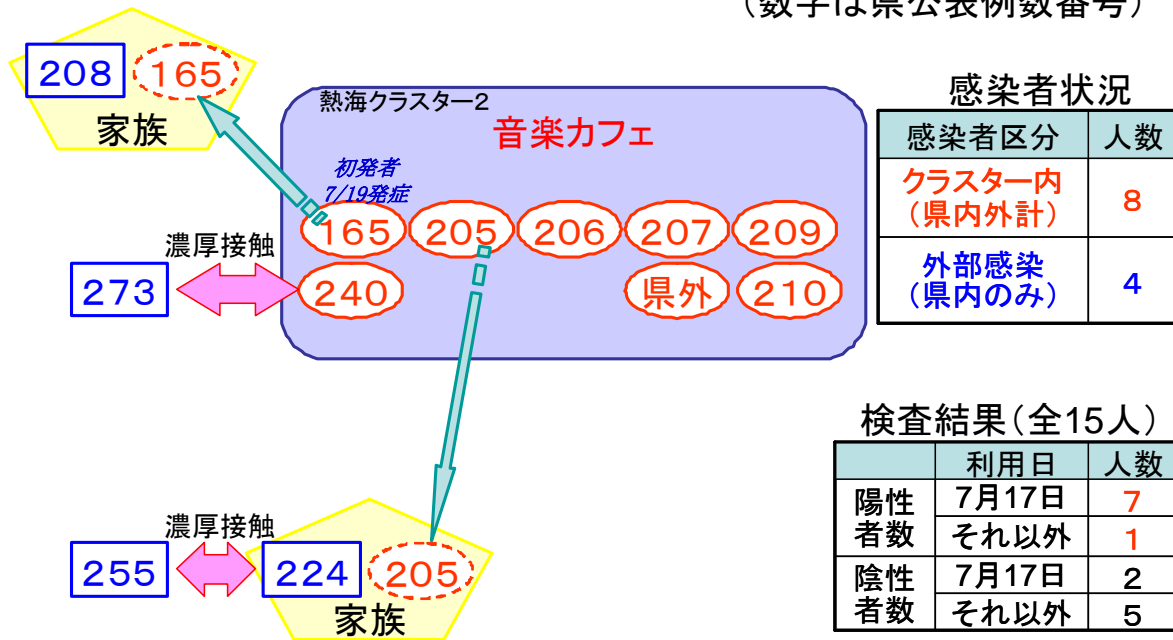 （数字は県公表例数番号）
208
165
家族
熱海クラスター2
音楽カフェ
初発者
7/19発症
165
205
206
207
209
240
県外
210
濃厚接触
273
濃厚接触
255
224
205
家族
感染者状況
感染者区分 人数
クラスター内
（県内外計）
8
外部感染
（県内のみ）
4
検査結果（全15人）
利用日 人数
陽性
者数
7月17日 7
それ以外 1
陰性
者数
7月17日 2
それ以外 5